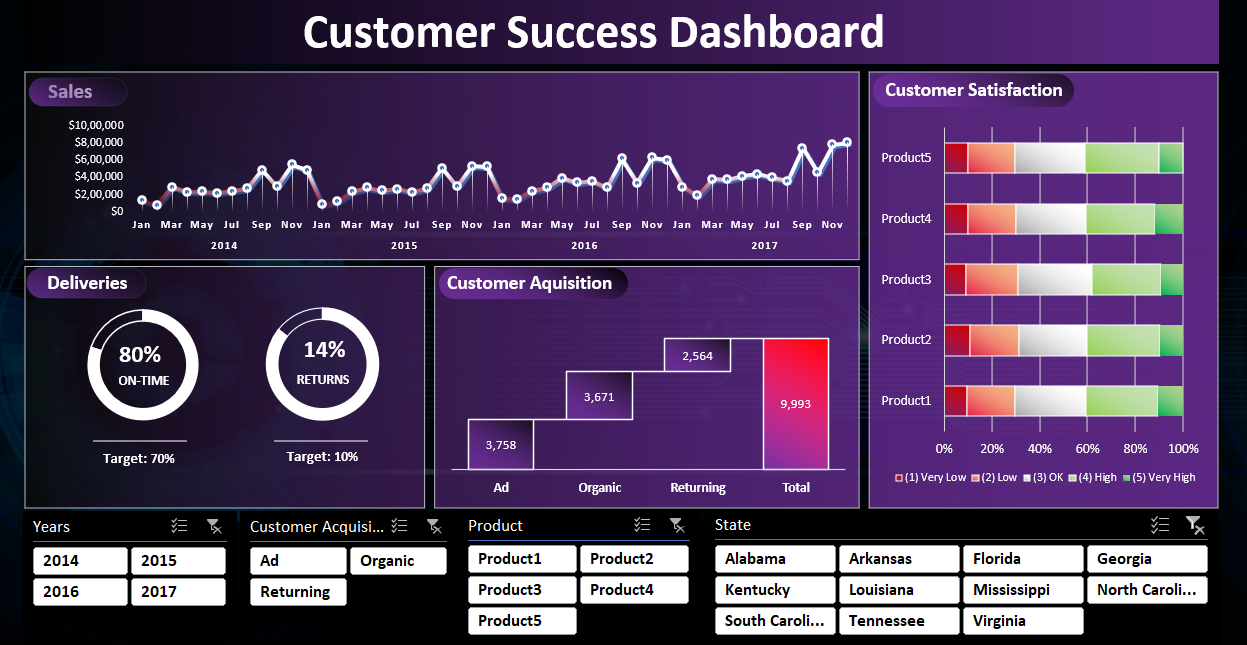 Customer Success Dashboard
Sales
$10,00,000
$8,00,000
$6,00,000
$4,00,000
$2,00,000
$0
Jan Mar May Jul Sep Nov Jan Mar May Jul Sep Nov Jan Mar May Jul Sep Nov Jan Mar May Jul Sep Nov
2014 2015 2016 2017
Customer Satisfaction
Product5
Product4
Product3
Product2
Product1
0% 20% 40% 60% 80% 100%
(1) Very Low (2) Low (3) OK (4) High (5) Very High
Deliveries
80%
ON-TIME
Target: 70%
14%
RETURNS
Target: 10%
Customer Aquisition
2,564
3,671
9,993
3,758
Ad Organic Returning Total
Years
2014 2015
2016 2017
Customer Acquisi...
Ad Organic
Returning
Product
Product1 Product2
Product3 Product4
Product5
State
Alabama Arkansas Florida Georgia
Kentucky Louisiana Mississippi North Caroli...
South Caroli... Tennessee Virginia